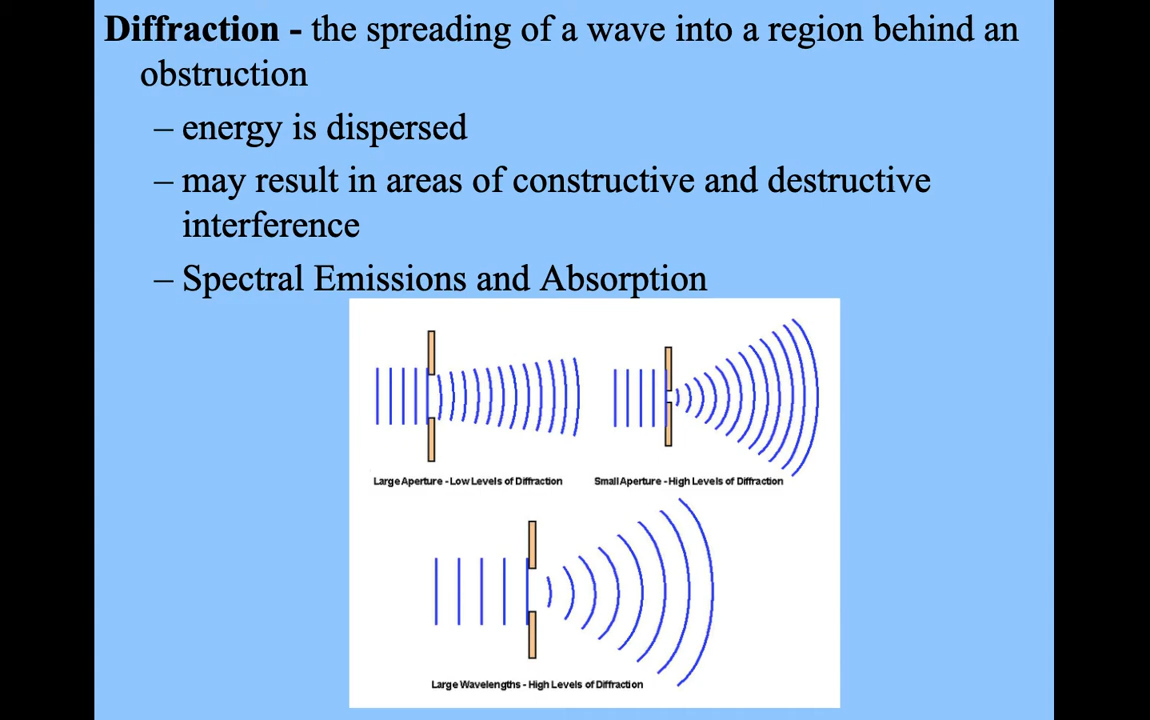 Diffraction - the spreading of a wave into a region behind an
obstruction
– energy is dispersed
– may result in areas of constructive and destructive
interference
– Spectral Emissions and Absorption
Large Aperture - Low Levels of Diffraction
Small Aperture - High Levels of Diffraction
Large Wavelengths - High Levels of Diffraction